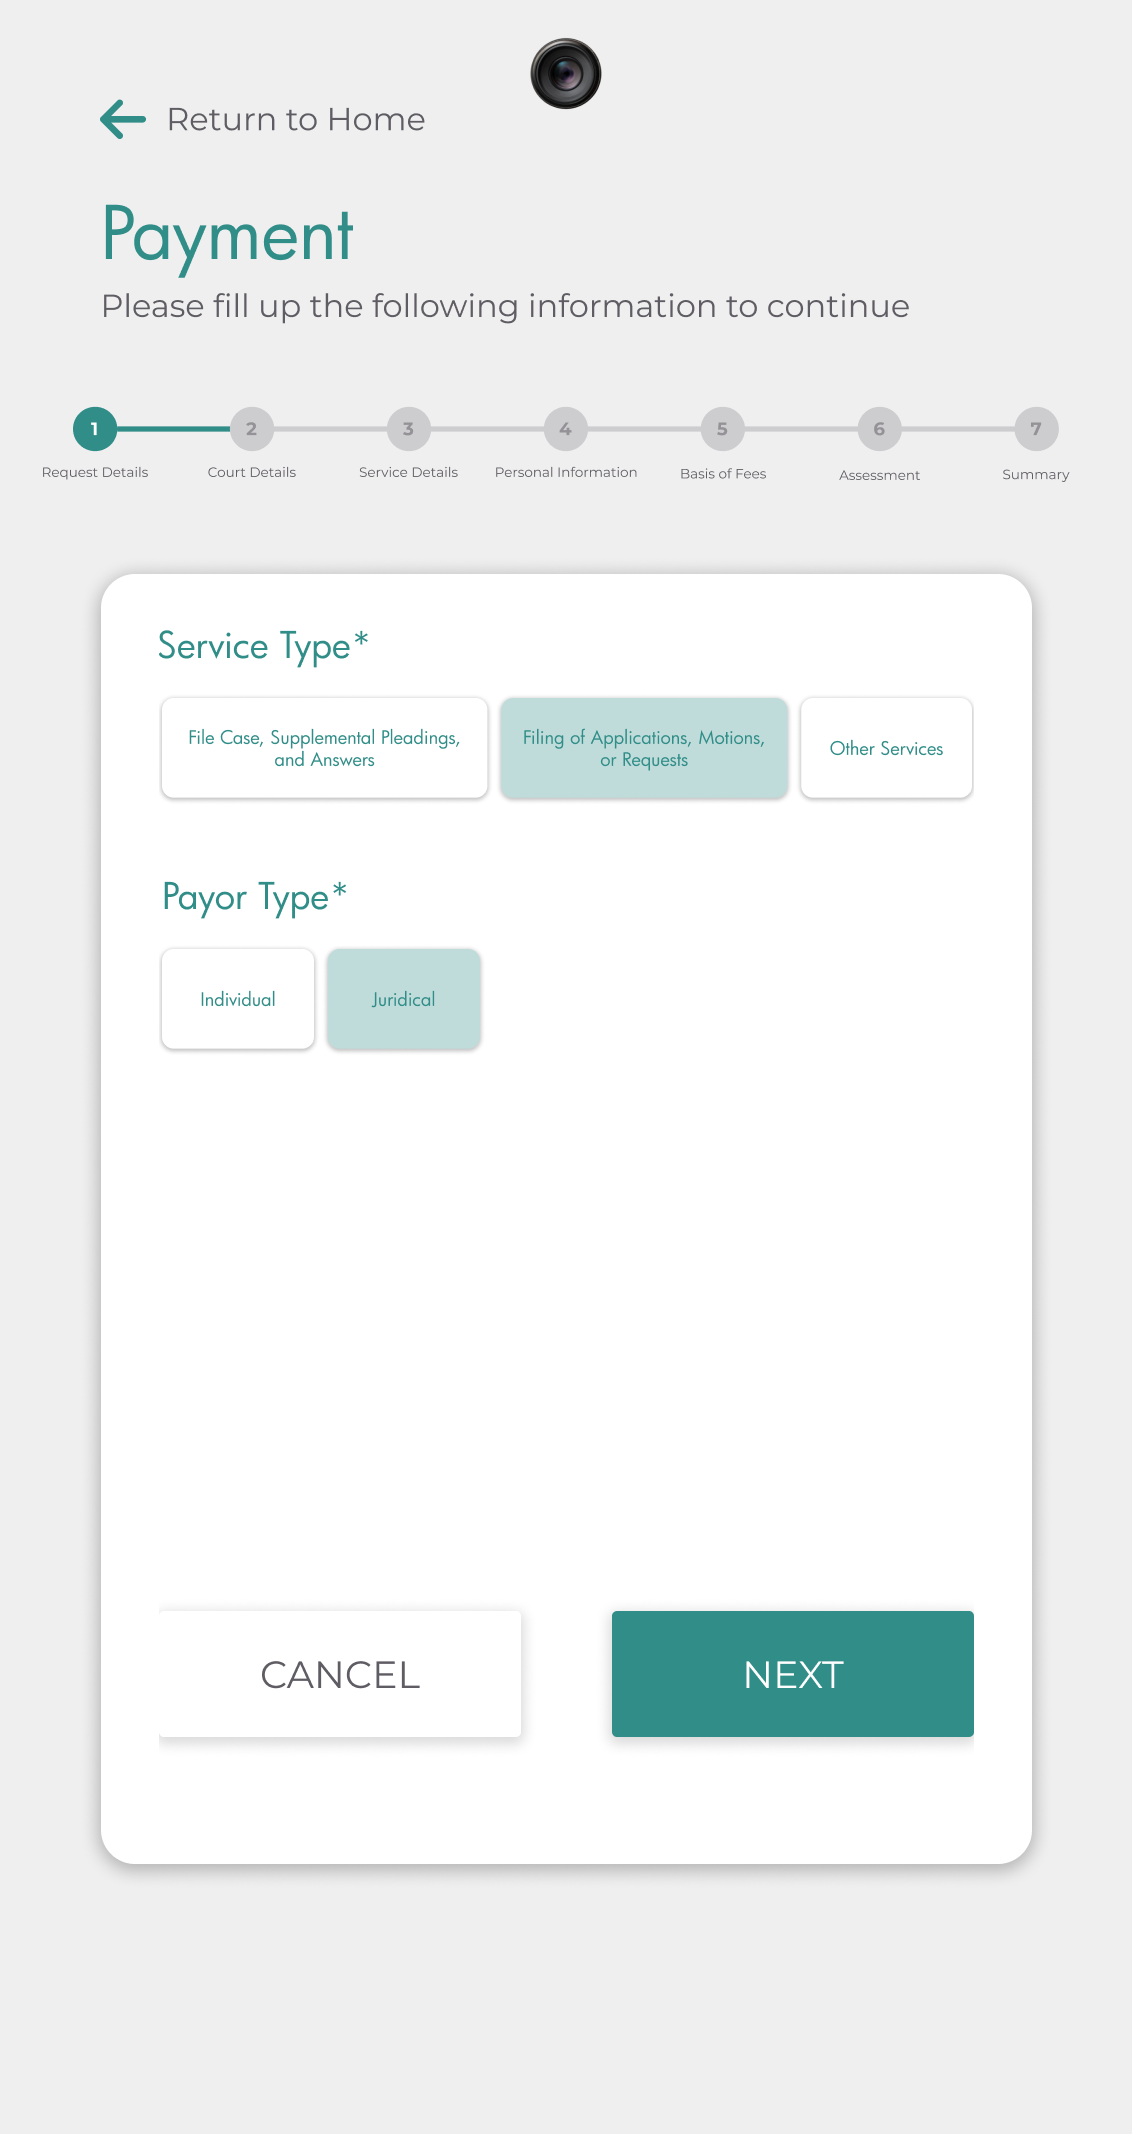 Return to Home
Payment
Please fill up the following information to continue
1 2 3 4 5 6 7
Request Details Court Details Service Details Personal Information Basis of Fees Assessment Summary
Service Type*
File Case, Supplemental Pleadings,
and Answers
Filing of Applications, Motions,
or Requests
Other Services
Payor Type*
Individual
Juridical
CANCEL
NEXT